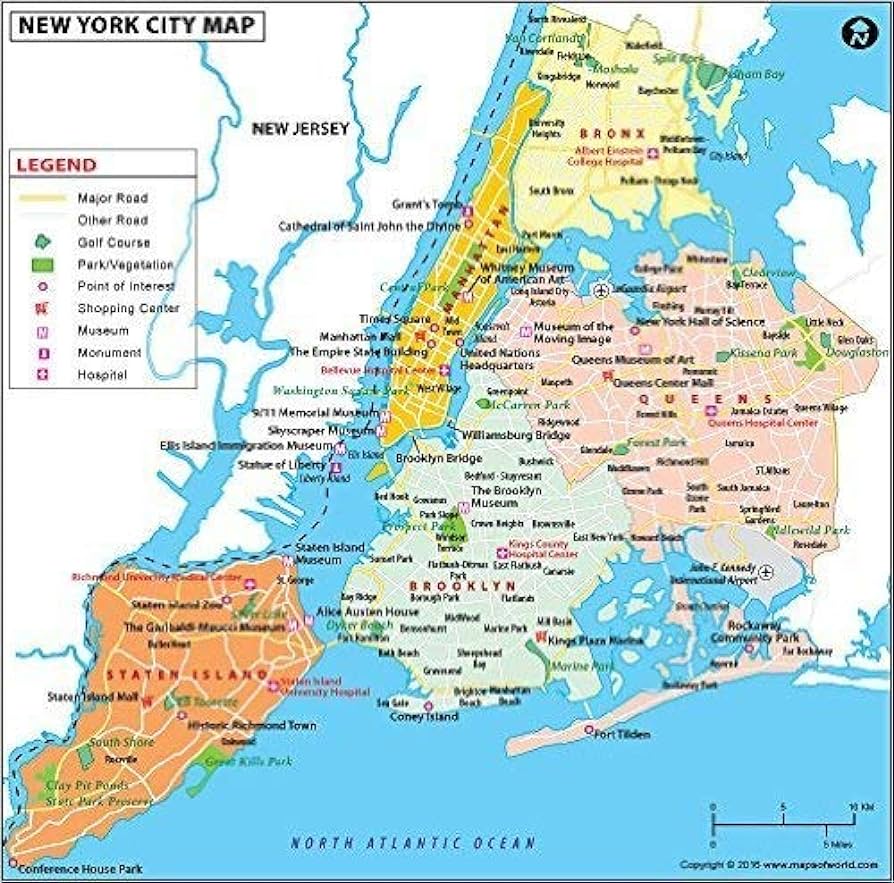 NEW YORK CITY MAP
N
NEW JERSEY
LEGEND
Major Road
Other Road
Golf Course
Park/Vegetation
Point of Interest
Shopping Center
Museum
Monument
Hospital
North Riverdale
Van Cortlandt
Riverdale
Fieldston
Wakefield
Split Rock
Mosholu
Pelham Bay
Kingsbridge
Norwood
Baychester
University
Heights
BRONX
Albert Einstein
College Hospital
Middletown-
Pelham Bay
City Island
South Bronx
Grant's Tomb
Cathedral of Saint John the Divine
MANHATTAN
Port Morris
East Harlem
Whitney Museum
of American Art
Central Park
College Point
Whitestone
Clearview
Bay Terrace
Long Island City-
Astoria
LaGuardia Airport
Flushing
Murray Hill
Times Square
Mid
Town
Roosevelt
Island
Museum of the
Moving Image
New York Hall of Science
Little Neck
Bayside
Glen Oaks
Douglaston
Manhattan Mall
The Empire State Building
United Nations
Headquarters
Queens Museum of Art
Kissena Park
Bellevue Hospital Center
Washington Square Park
West Village
Maspeth
Queens Center Mall
QUEENS
Greenpoint
McCarren Park
Forest Hills
Jamaica Estates
Queens Village
Queens Hospital Center
9/11 Memorial Museum
Skyscraper Museum
Williamsburg Bridge
Ridgewood
Ellis Island Immigration Museum
Ellis Island
Brooklyn Bridge
Glendale
Forest Park
Jamaica
Statue of Liberty
Liberty Island
Bushwick
Woodhaven
Richmond Hill
St.Albans
Bedford - Stuyvesant
Red Hook
Gowanus
The Brooklyn
Museum
Ozone Park
South
Ozone
Park
South Jamaica
Park Slope
Prospect Park
Crown Heights
Brownsville
Springfield
Gardens
Laurelton
Idlewild Park
Windsor
Terrace
Kings County
Hospital Center
East New York
Howard Beach
Rosedale
Staten Island
Museum
Sunset Park
Flatbush-Ditmas
Park
East Flatbush
Canarsie
John F. Kennedy
International Airport
Richmond University Medical Center
St. George
BROOKLYN
Staten Island Zoo
Bay Ridge
Borough Park
Flatlands
Alice Austen House
Rockaway
Community Park
The Garibaldi-Meucci Museum
Dyker Beach
Fort Hamilton
Bensonhurst
MidWood
Marine Park
Mill Basin
Kings Plaza Marina
Bath Beach
Sheepshead
Bay
Marine Park
Far Rockaway
STATEN ISLAND
Staten Island
University Hospital
Gravesend
Staten Island Mall
Sea Gate
Brighton
Beach
Manhattan
Beach
Coney Island
Historic Richmond Town
Fort Tilden
South Shore
Oakwood
Rossville
Great Kills Park
Clay Pit Ponds
State Park Preserve
Conference House Park
NORTH ATLANTIC OCEAN
0 5 10 Km
0 5 Miles
Copyright © 2016 www.mapsofworld.com